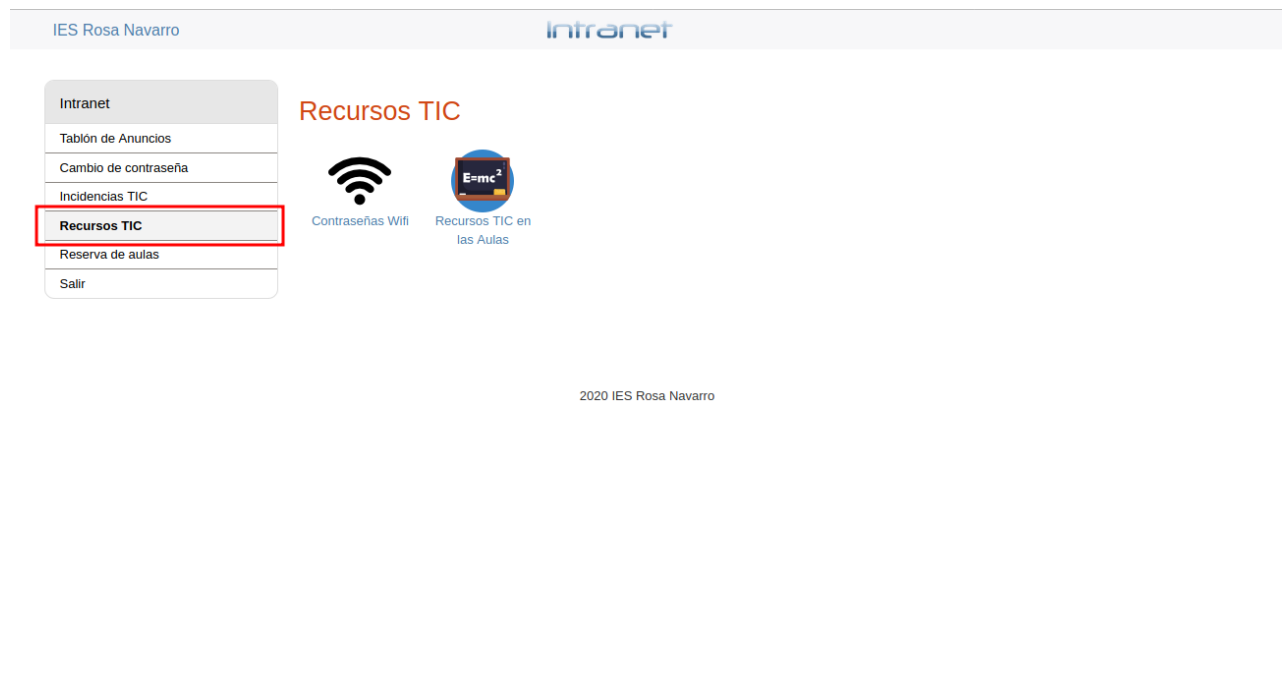 IES Rosa Navarro
Intranet
Intranet
Tablón de Anuncios
Cambio de contraseña
Incidencias TIC
Recursos TIC
Reserva de aulas
Salir
Recursos TIC
E=mc²
Contraseñas Wifi
Recursos TIC en
las Aulas
2020 IES Rosa Navarro